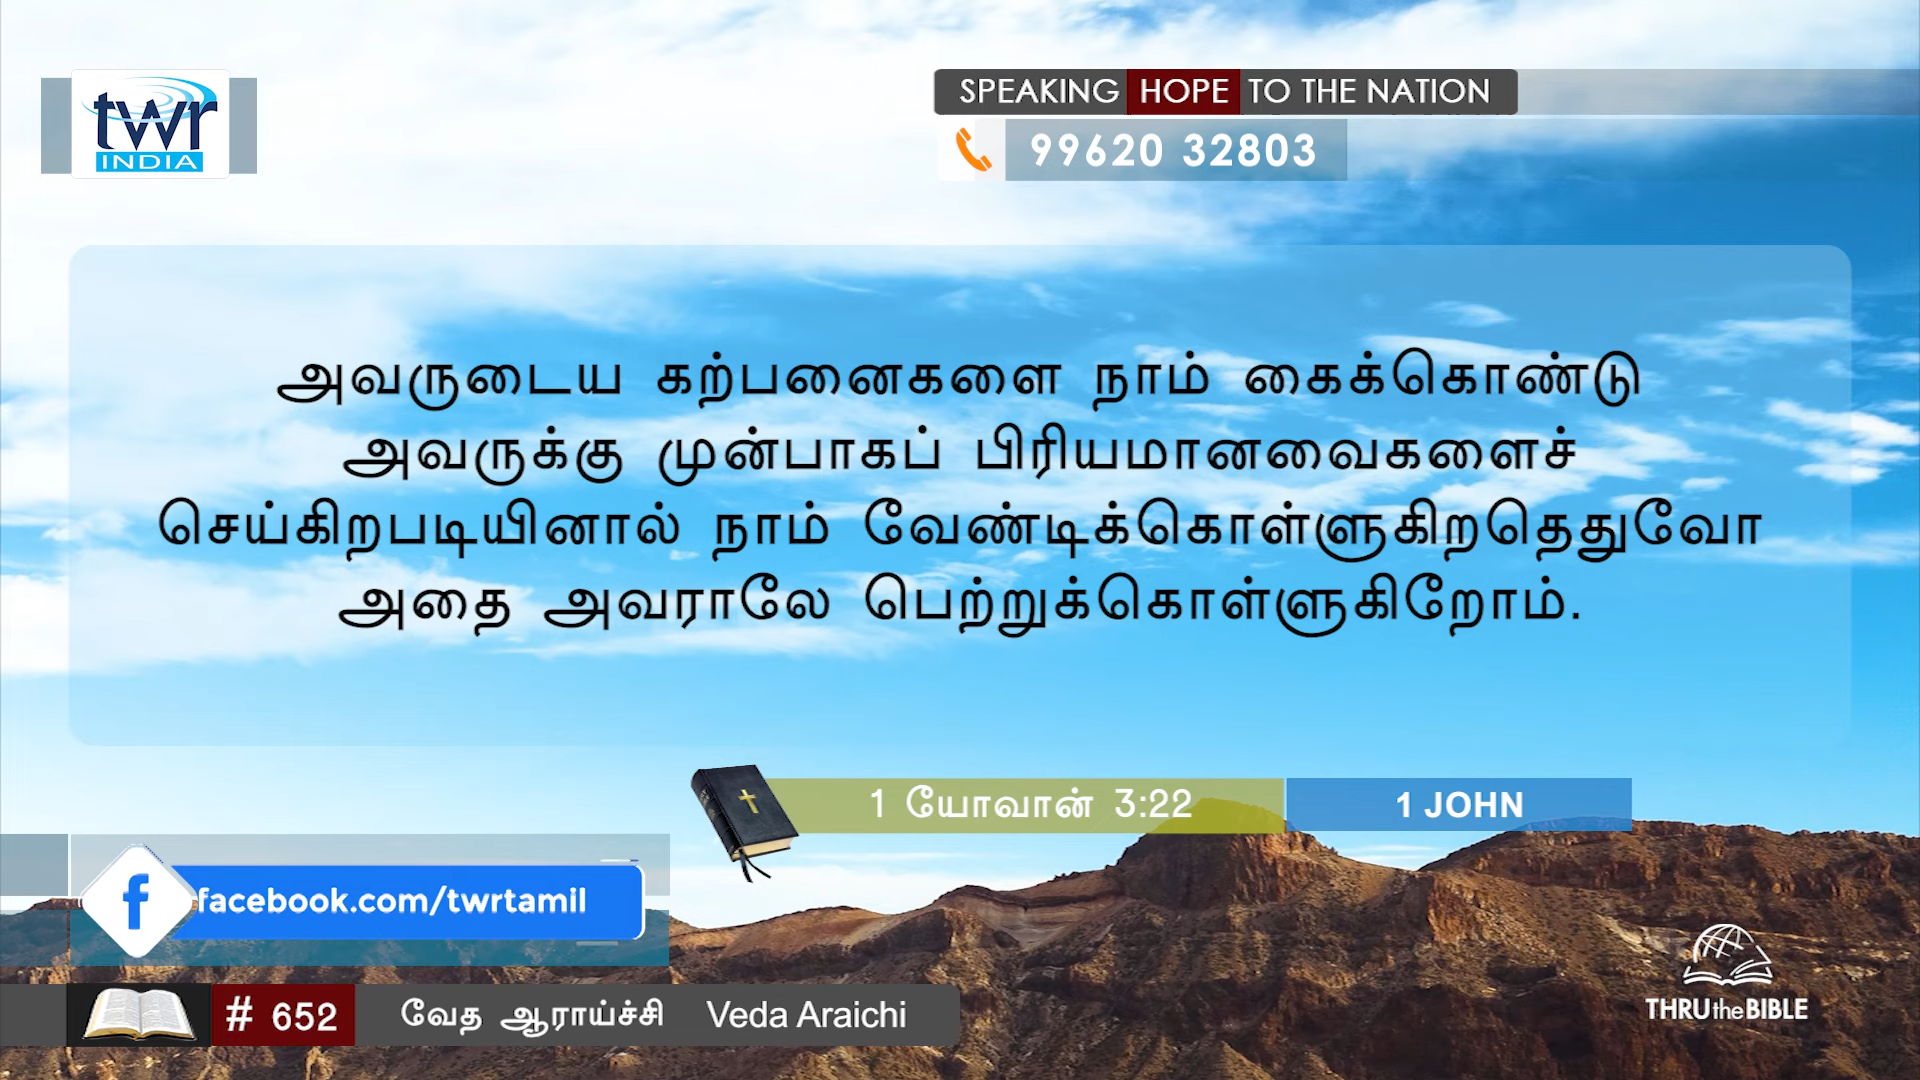 twr
INDIA
SPEAKING HOPE TO THE NATION
99620 32803
அவருடைய கற்பனைகளை நாம் கைக்கொண்டு
அவருக்கு முன்பாகப் பிரியமானவைகளைச்
செய்கிறபடியினால் நாம் வேண்டிக்கொள்ளுகிறதெதுவோ
அதை அவராலே பெற்றுக்கொள்ளுகிறோம்.
1 யோவான் 3:22 1 JOHN
facebook.com/twrtamil
# 652 வேத ஆராய்ச்சி Veda Araichi
THRU the BIBLE